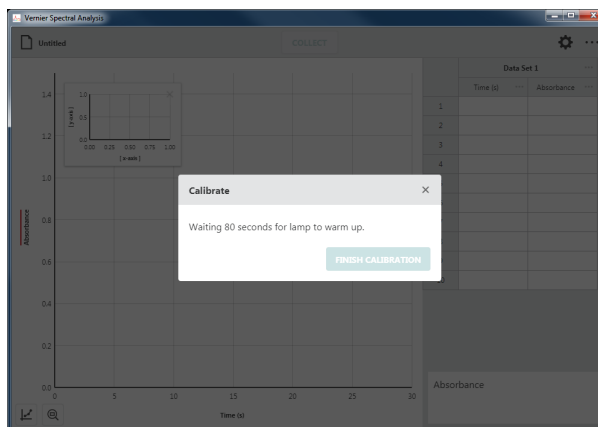 Vernier Spectral Analysis
Untitled
COLLECT
Data Set 1
Time (s) Absorbance
1
2
3
4
1.4
1.2
1.0
0.8
0.6
0.4
0.2
0.0
Absorbance
0 5 10 15 20 25 30
Time (s)
1.0
0.5
0.0
[ y-axis ]
0.00 0.25 0.50 0.75 1.00
[ x-axis ]
Calibrate
Waiting 80 seconds for lamp to warm up.
FINISH CALIBRATION
Absorbance